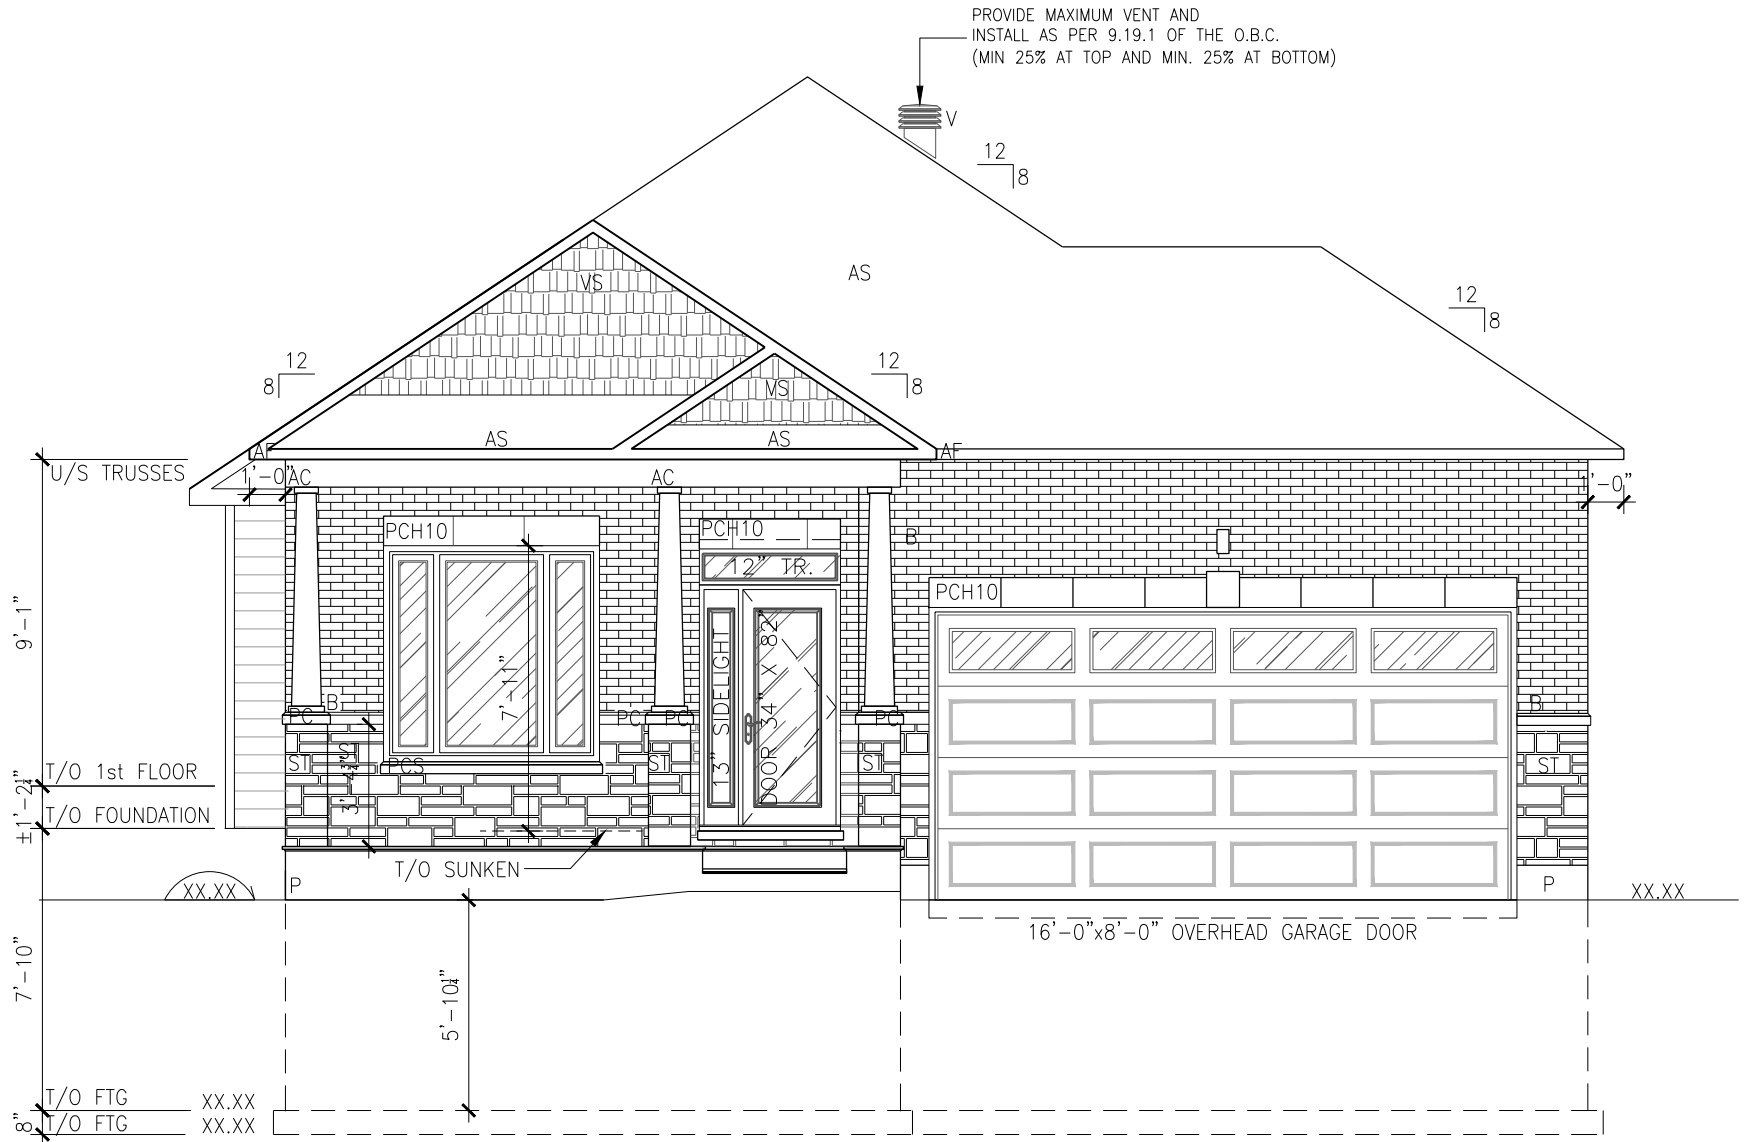 PROVIDE MAXIMUM VENT AND
INSTALL AS PER 9.19.1 OF THE O.B.C.
(MIN 25% AT TOP AND MIN. 25% AT BOTTOM)
V
12
8
AS
VS
12
8
12
8
12
8
VS
AS
AS
AF
AF
U/S TRUSSES
1'-0"
AC
AC
1'-0"
PCH10
PCH10
B
12" TR.
PCH10
9'-1"
7'-11"
13" SIDELIGHT
DOOR 34" X 82"
B
PC
PC
PC
PC
B
ST
ST
PCS
ST
ST
ST
3'-4¾"
T/O 1st FLOOR
±1'-2¼"
T/O FOUNDATION
T/O SUNKEN
XX.XX
P
P
XX.XX
16'-0"x8'-0" OVERHEAD GARAGE DOOR
7'-10"
5'-10¼"
T/O FTG XX.XX
T/O FTG XX.XX
8"